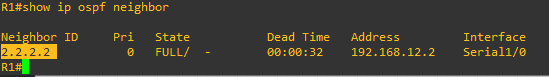 R1#show ip ospf neighbor
Neighbor ID     Pri   State           Dead Time   Address         Interface
2.2.2.2           0   FULL/  -        00:00:32    192.168.12.2    Serial1/0
R1#